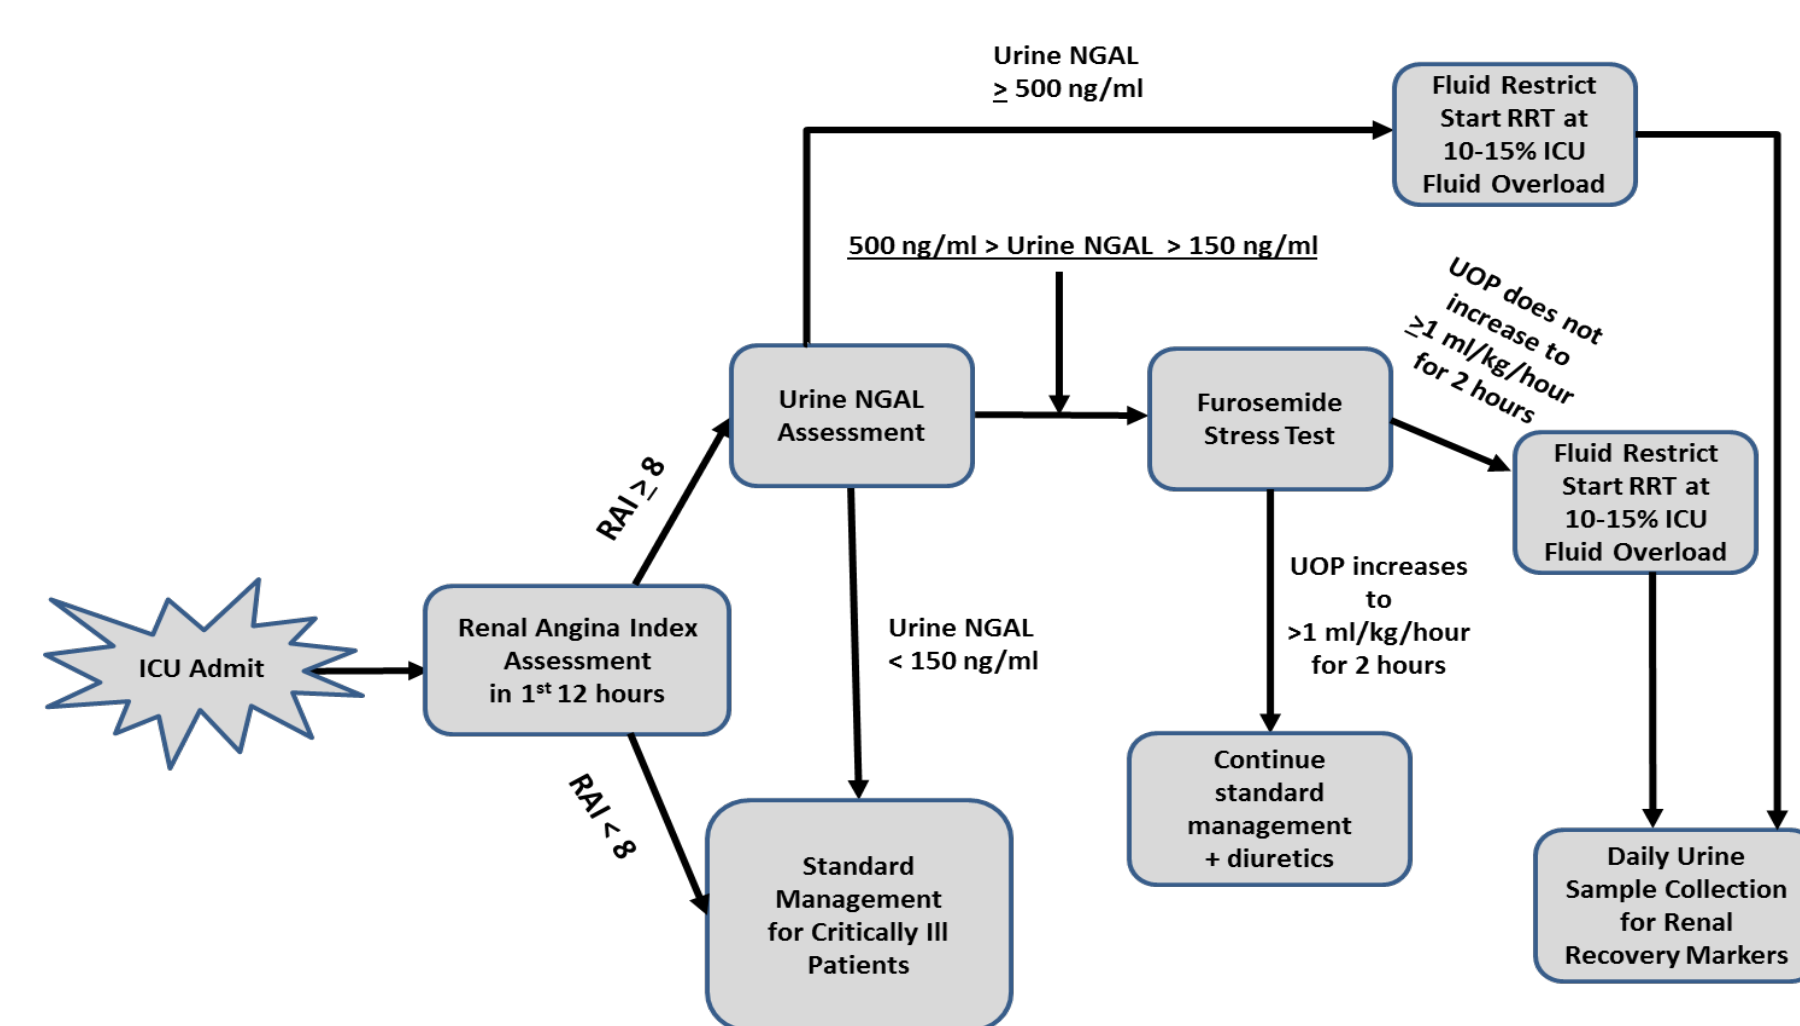 Urine NGAL
≥ 500 ng/ml
Fluid Restrict
Start RRT at
10-15% ICU
Fluid Overload
500 ng/ml > Urine NGAL > 150 ng/ml
UOP does not
increase to
≥1 ml/kg/hour
for 2 hours
Urine NGAL
Assessment
Furosemide
Stress Test
Fluid Restrict
Start RRT at
10-15% ICU
Fluid Overload
RAI ≥ 8
UOP increases
to
>1 ml/kg/hour
for 2 hours
Urine NGAL
< 150 ng/ml
ICU Admit
Renal Angina Index
Assessment
in 1st 12 hours
RAI < 8
Continue
standard
management
+ diuretics
Standard
Management
for Critically Ill
Patients
Daily Urine
Sample Collection
for Renal
Recovery Markers